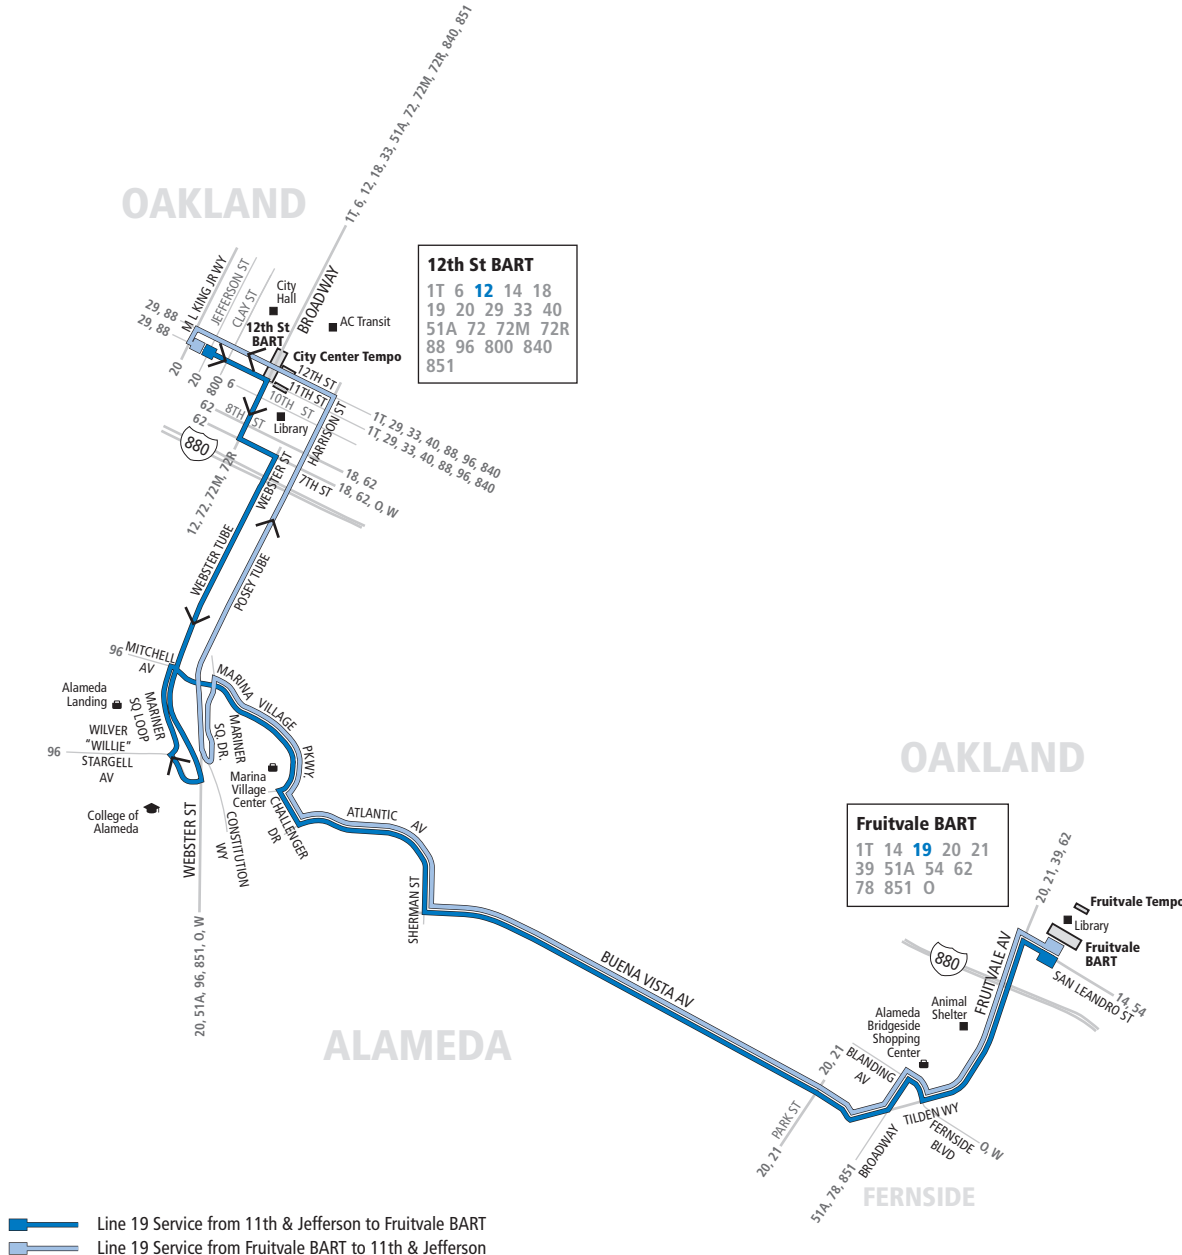 1T, 6, 12, 18, 33, 51A, 72, 72M, 72R, 840, 851
OAKLAND
BROADWAY
M L KING JR WY
JEFFERSON ST
CLAY ST
City
Hall
AC Transit
29, 88
29, 88
12th St
BART
City Center Tempo
12TH ST
11TH ST
10TH ST
20
20
800
6
62
62
8TH ST
Library
HARRISON ST
880
12, 72, 72M, 72R
WEBSTER ST
7TH ST
1T, 29, 33, 40, 88, 96, 840
1T, 29, 33, 40, 88, 96, 840
18, 62
18, 62, O, W
12th St BART
1T 6 12 14 18
19 20 29 33 40
51A 72 72M 72R
88 96 800 840
851
WEBSTER TUBE
POSEY TUBE
96
MITCHELL
AV
Alameda
Landing
MARINER
SQ LOOP
WILVER
"WILLIE"
STARGELL
AV
96
College of
Alameda
MARINA VILLAGE PKWY.
MARINER
SQ. DR.
Marina
Village
Center
CHALLENGER
DR
WEBSTER ST
CONSTITUTION
WY
20, 51A, 96, 851, O, W
ATLANTIC AV
SHERMAN ST
BUENA VISTA AV
ALAMEDA
OAKLAND
Fruitvale BART
1T 14 19 20 21
39 51A 54 62
78 851 O
20, 21, 39, 62
Fruitvale Tempo
Library
Fruitvale
BART
FRUITVALE AV
880
SAN LEANDRO ST
14, 54
Animal
Shelter
Alameda
Bridgeside
Shopping
Center
20, 21
BLANDING
AV
PARK ST
20, 21
TILDEN WY
FERNSIDE
BLVD
O, W
BROADWAY
51A, 78, 851
FERNSIDE
Line 19 Service from 11th & Jefferson to Fruitvale BART
Line 19 Service from Fruitvale BART to 11th & Jefferson